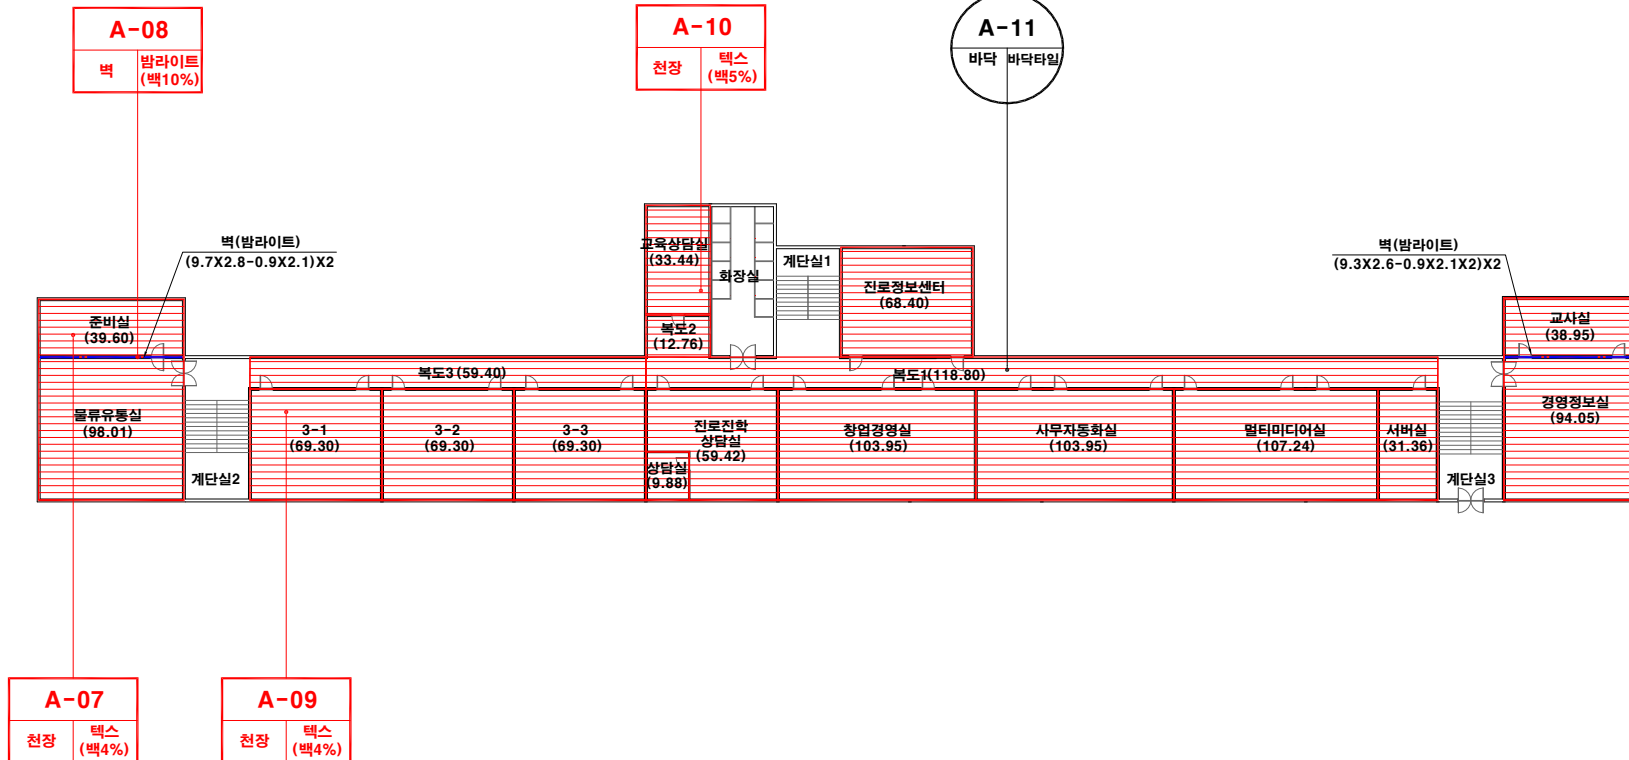 A-08
벽
밤라이트
(백10%)
A-10
천장
텍스
(백5%)
A-11
바닥
바닥타일
벽(밤라이트)
(9.7X2.8-0.9X2.1)X2
벽(밤라이트)
(9.3X2.6-0.9X2.1X2)X2
교육상담실
(33.44)
화장실
계단실1
진로정보센터
(68.40)
준비실
(39.60)
복도2
(12.76)
교사실
(38.95)
복도3(59.40)
복도1(118.80)
물류유통실
(98.01)
3-1
(69.30)
3-2
(69.30)
3-3
(69.30)
진로진학
상담실
(59.42)
상담실
(9.88)
창업경영실
(103.95)
사무자동화실
(103.95)
멀티미디어실
(107.24)
서버실
(31.36)
경영정보실
(94.05)
계단실2
계단실3
A-07
천장
텍스
(백4%)
A-09
천장
텍스
(백4%)